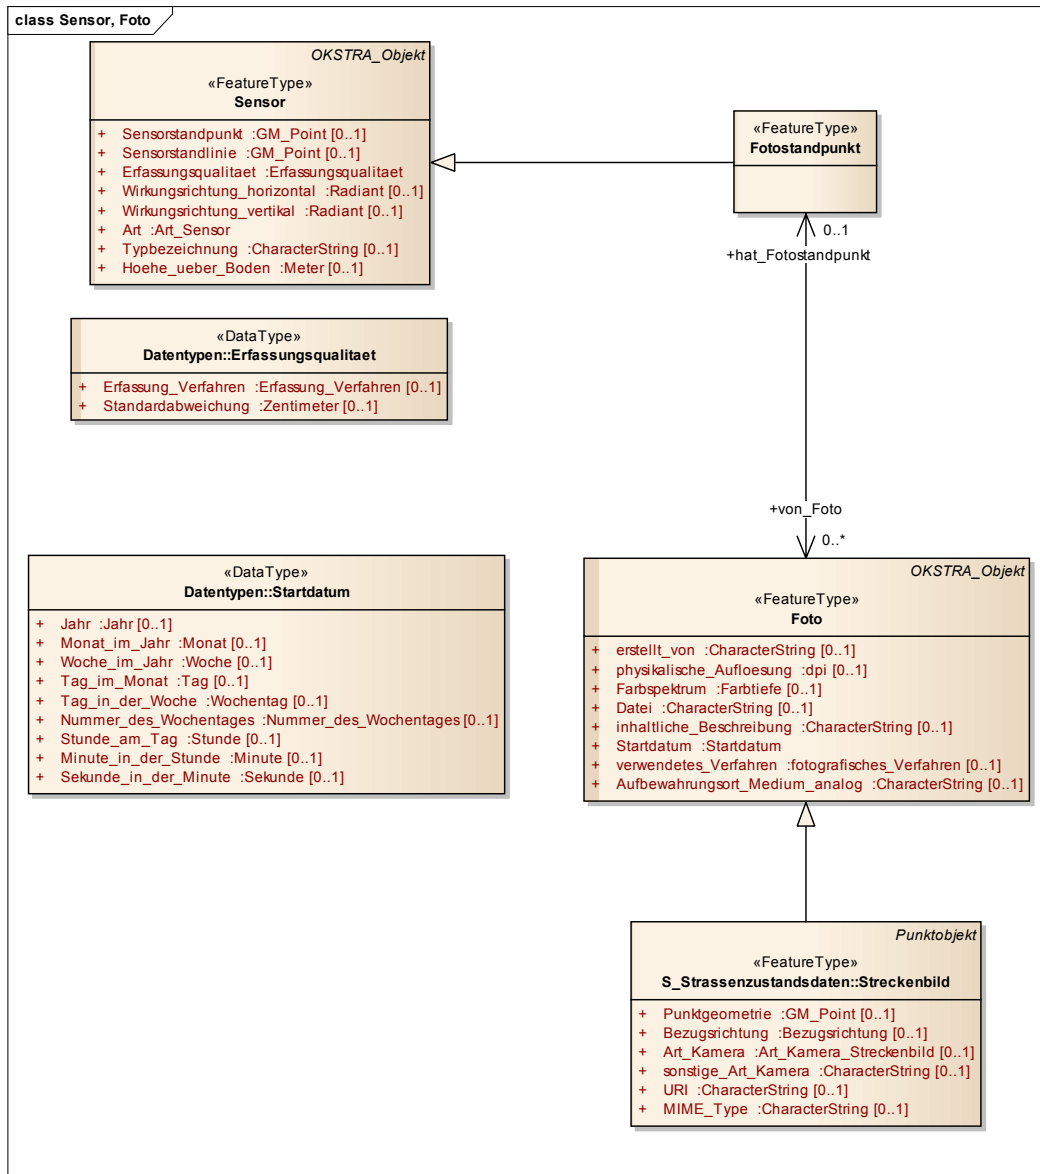 class Sensor, Foto
OKSTRA_Objekt
«FeatureType»
Sensor
+ Sensorstandpunkt :GM_Point [0..1]
+ Sensorstandlinie :GM_Point [0..1]
+ Erfassungsqualitaet :Erfassungsqualitaet
+ Wirkungsrichtung_horizontal :Radiant [0..1]
+ Wirkungsrichtung_vertikal :Radiant [0..1]
+ Art :Art_Sensor
+ Typbezeichnung :CharacterString [0..1]
+ Hoehe_ueber_Boden :Meter [0..1]
«FeatureType»
Fotostandpunkt
0..1
+hat_Fotostandpunkt
«DataType»
Datentypen::Erfassungsqualitaet
+ Erfassung_Verfahren :Erfassung_Verfahren [0..1]
+ Standardabweichung :Zentimeter [0..1]
+von_Foto
0..*
«DataType»
Datentypen::Startdatum
+ Jahr :Jahr [0..1]
+ Monat_im_Jahr :Monat [0..1]
+ Woche_im_Jahr :Woche [0..1]
+ Tag_im_Monat :Tag [0..1]
+ Tag_in_der_Woche :Wochentag [0..1]
+ Nummer_des_Wochentages :Nummer_des_Wochentages [0..1]
+ Stunde_am_Tag :Stunde [0..1]
+ Minute_in_der_Stunde :Minute [0..1]
+ Sekunde_in_der_Minute :Sekunde [0..1]
OKSTRA_Objekt
«FeatureType»
Foto
+ erstellt_von :CharacterString [0..1]
+ physikalische_Aufloesung :dpi [0..1]
+ Farbspektrum :Farbtiefe [0..1]
+ Datei :CharacterString [0..1]
+ inhaltliche_Beschreibung :CharacterString [0..1]
+ Startdatum :Startdatum
+ verwendetes_Verfahren :fotografisches_Verfahren [0..1]
+ Aufbewahrungsort_Medium_analog :CharacterString [0..1]
Punktobjekt
«FeatureType»
S_Strassenzustandsdaten::Streckenbild
+ Punktgeometrie :GM_Point [0..1]
+ Bezugsrichtung :Bezugsrichtung [0..1]
+ Art_Kamera :Art_Kamera_Streckenbild [0..1]
+ sonstige_Art_Kamera :CharacterString [0..1]
+ URI :CharacterString [0..1]
+ MIME_Type :CharacterString [0..1]